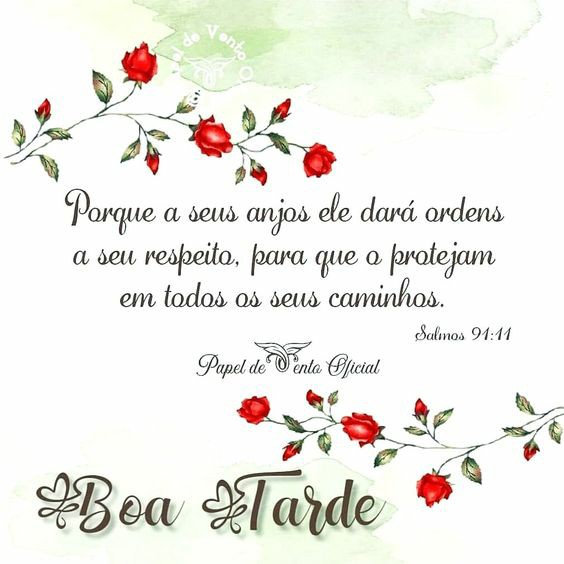 Porque a seus anjos ele dará ordens
a seu respeito, para que o protejam
em todos os seus caminhos.
Salmos 91:11
Papel de Vento Oficial
Boa Tarde